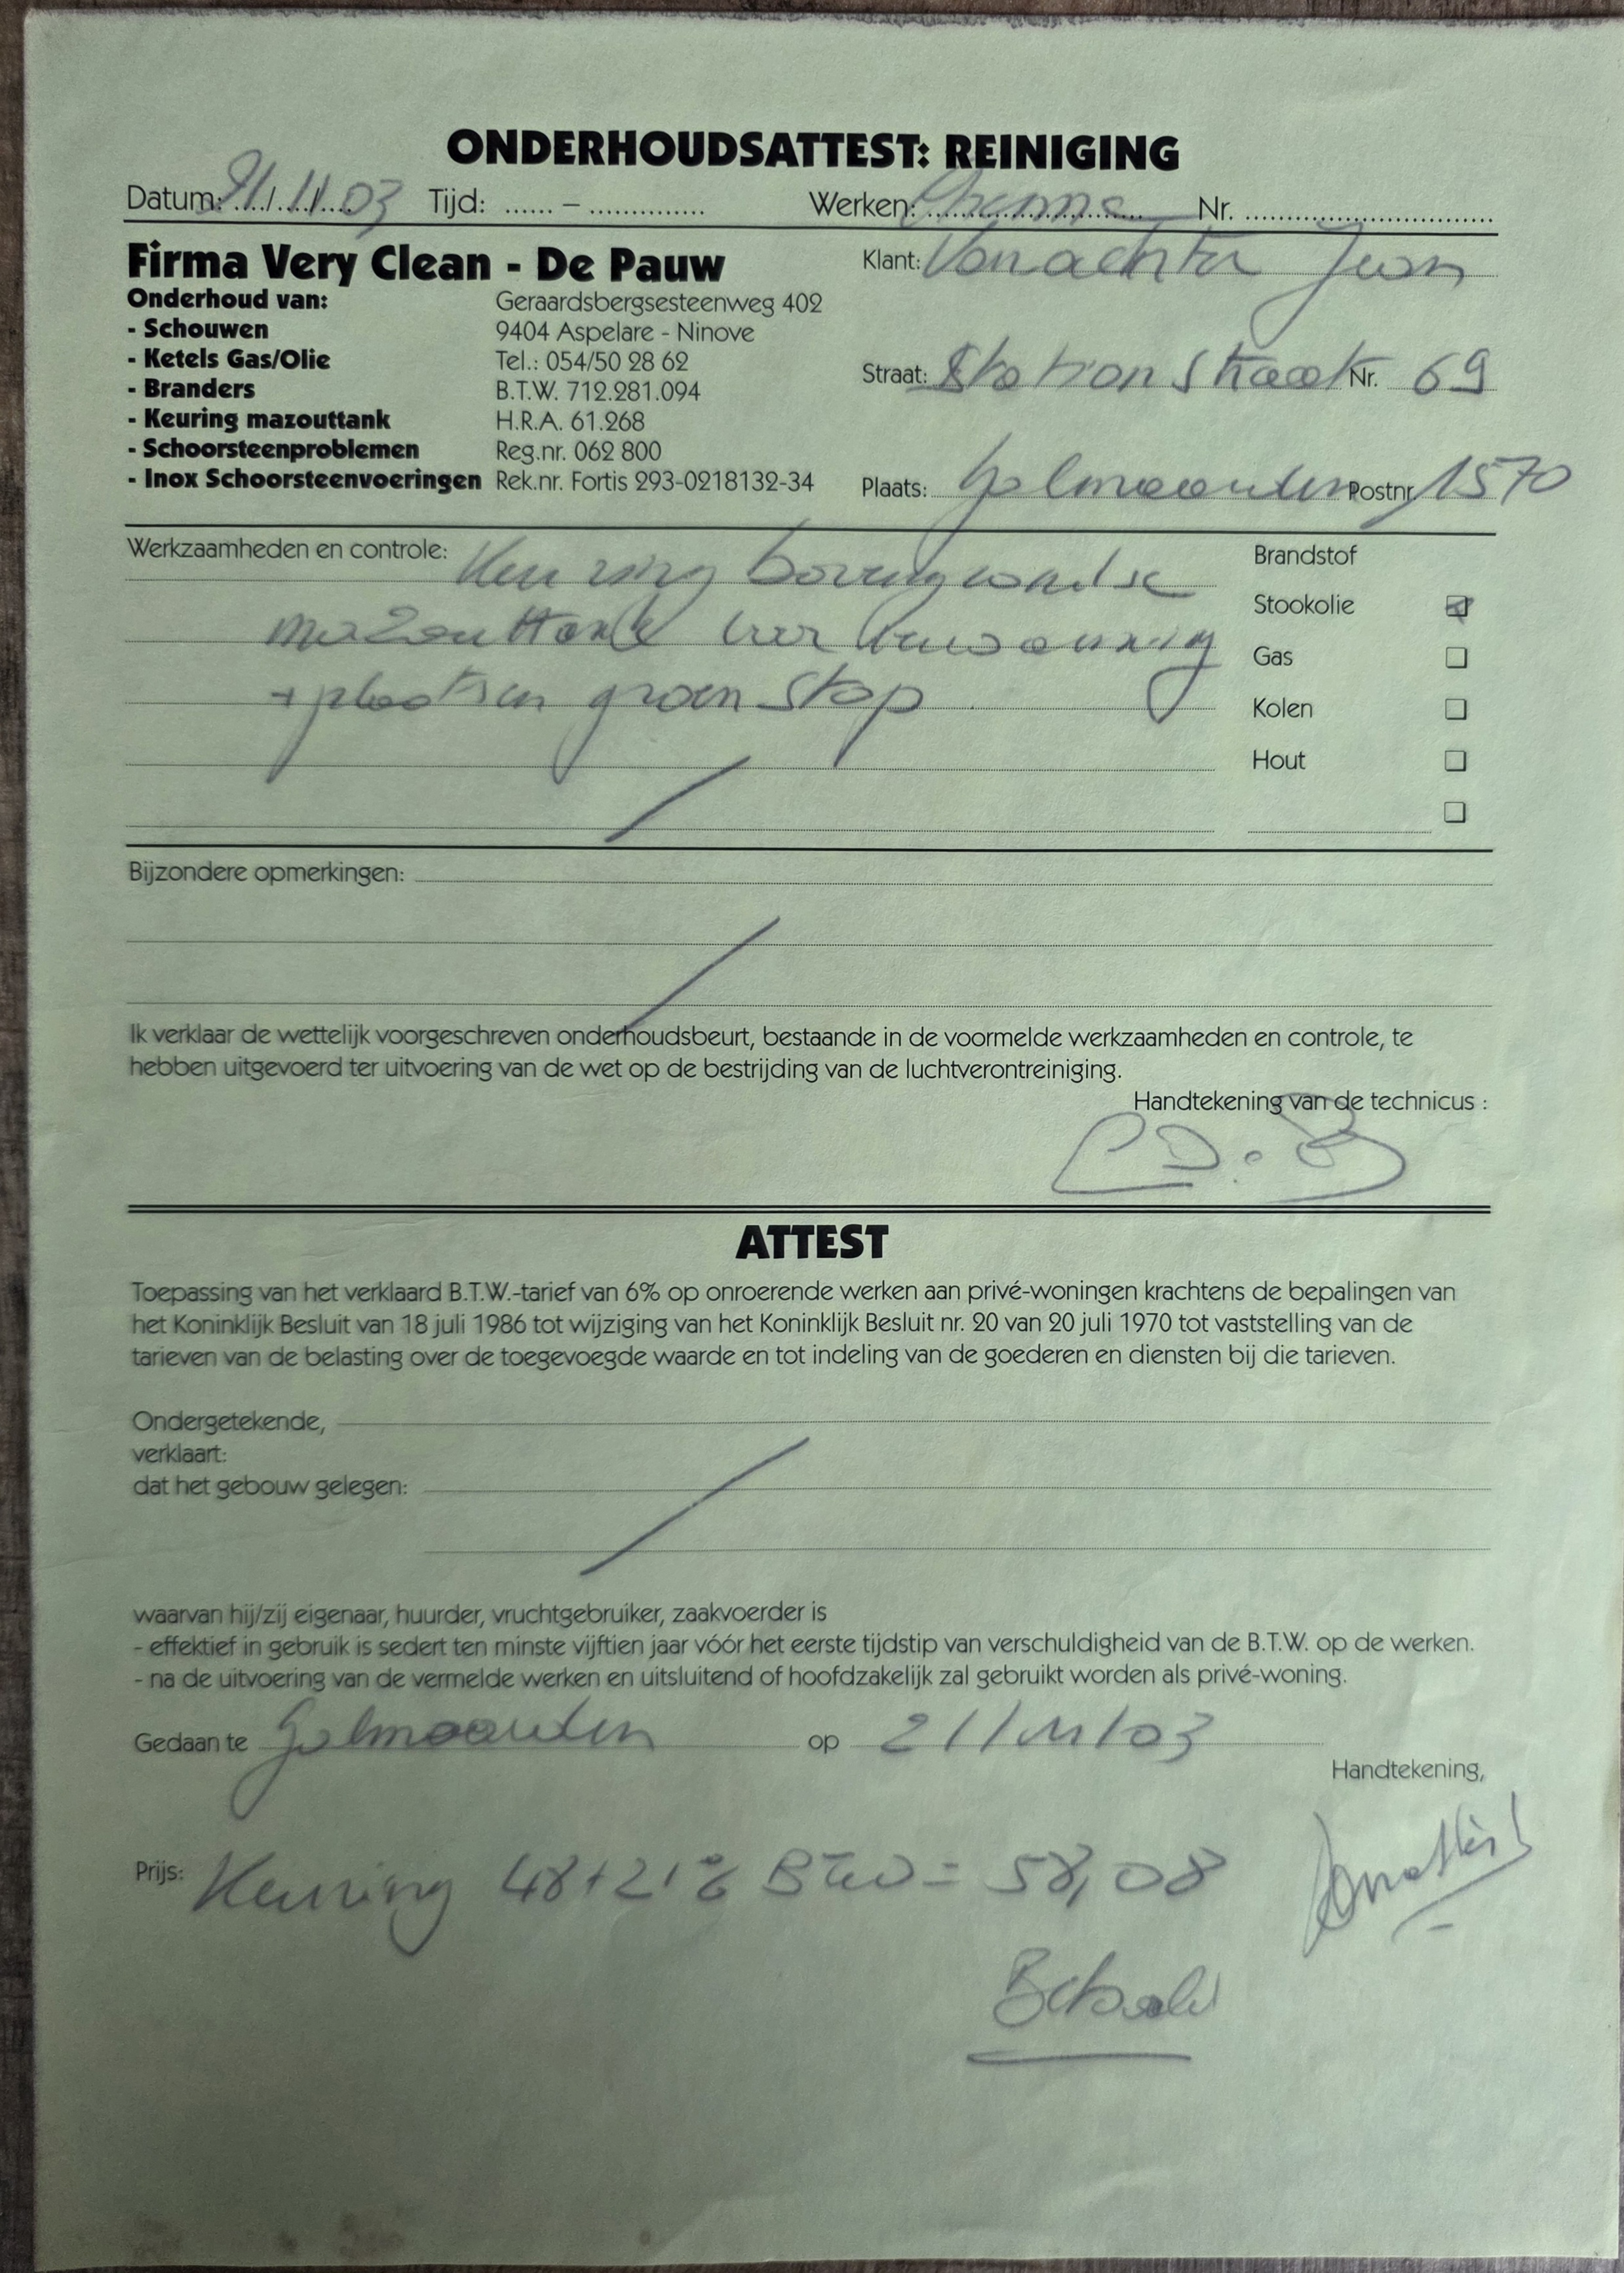 ONDERHOUDSATTEST: REINIGING
Datum: 21/11/03 Tijd: ...... – .............. Werken: Nr. ..............................
Firma Very Clean - De Pauw
Klant: Vanachter Jean
Onderhoud van: Geraardsbergsesteenweg 402
- Schouwen 9404 Aspelare - Ninove
- Ketels Gas/Olie Tel.: 054/50 28 62
Straat: Stationstraat Nr. 69
- Branders B.T.W. 712.281.094
- Keuring mazouttank H.R.A. 61.268
- Schoorsteenproblemen Reg.nr. 062 800
- Inox Schoorsteenvoeringen Rek.nr. Fortis 293-0218132-34
Plaats: Galmaarden Postnr. 1570
Werkzaamheden en controle: Keuring bovengrondse
mazouttank
+ plaatsen groen stop
Brandstof
Stookolie
Gas
Kolen
Hout
Bijzondere opmerkingen:
Ik verklaar de wettelijk voorgeschreven onderhoudsbeurt, bestaande in de voormelde werkzaamheden en controle, te
hebben uitgevoerd ter uitvoering van de wet op de bestrijding van de luchtverontreiniging.
Handtekening van de technicus :
ATTEST
Toepassing van het verklaard B.T.W.-tarief van 6% op onroerende werken aan privé-woningen krachtens de bepalingen van
het Koninklijk Besluit van 18 juli 1986 tot wijziging van het Koninklijk Besluit nr. 20 van 20 juli 1970 tot vaststelling van de
tarieven van de belasting over de toegevoegde waarde en tot indeling van de goederen en diensten bij die tarieven.
Ondergetekende,
verklaart:
dat het gebouw gelegen:
waarvan hij/zij eigenaar, huurder, vruchtgebruiker, zaakvoerder is
- effektief in gebruik is sedert ten minste vijftien jaar vóór het eerste tijdstip van verschuldigheid van de B.T.W. op de werken.
- na de uitvoering van de vermelde werken en uitsluitend of hoofdzakelijk zal gebruikt worden als privé-woning.
Gedaan te Galmaarden op 21/11/03
Handtekening,
Prijs: Keuring 48+21% BTW = 58,08
Betaald